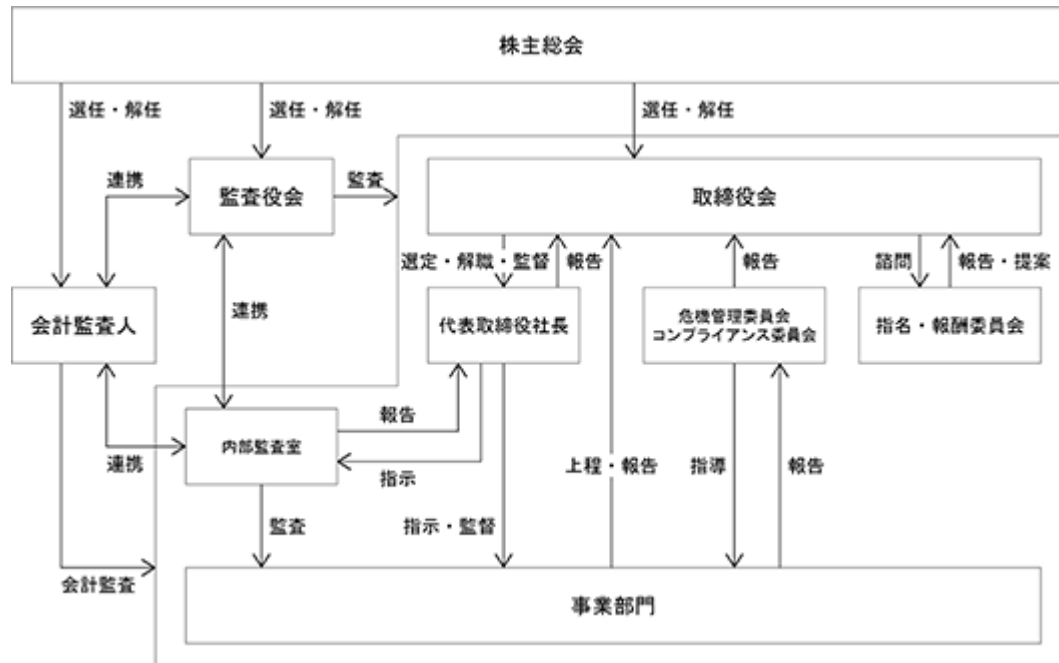 株主総会
選任・解任
選任・解任
選任・解任
連携
監査役会
監査
取締役会
選定・解職・監督
報告
報告
諮問
報告・提案
会計監査人
連携
代表取締役社長
危機管理委員会
コンプライアンス委員会
指名・報酬委員会
報告
内部監査室
連携
指示
上程・報告
指導
報告
監査
指示・監督
会計監査
事業部門